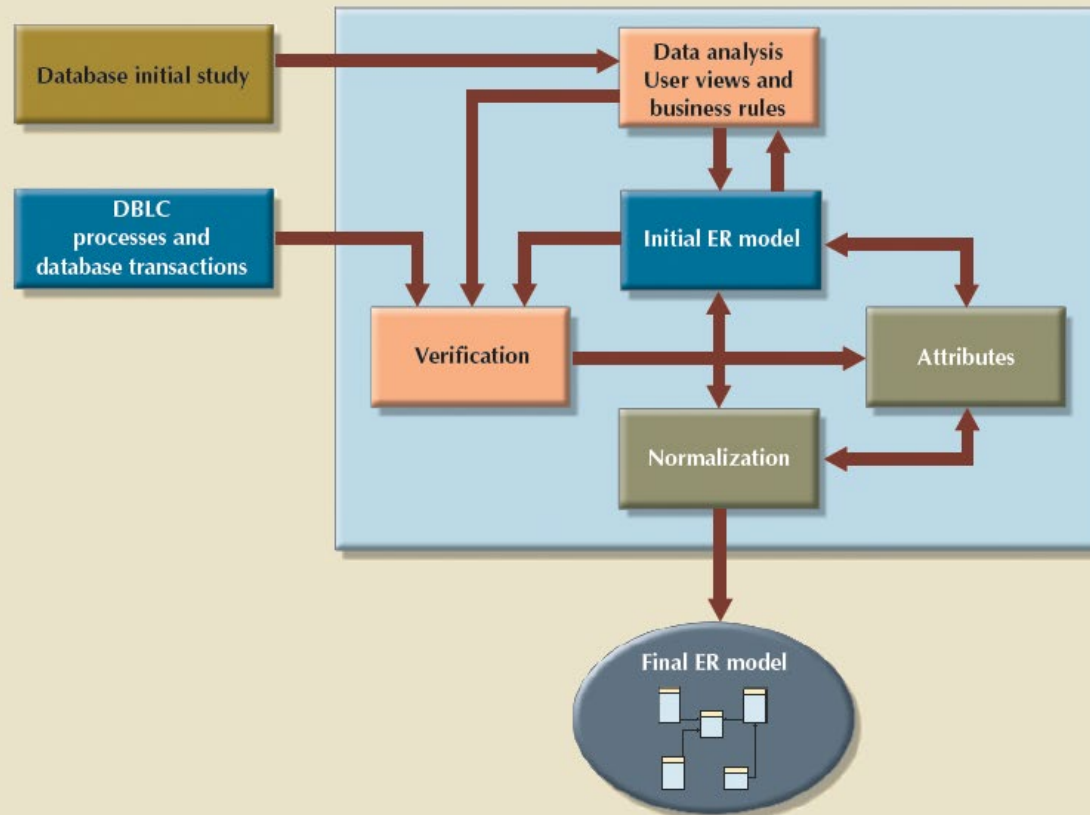 Database initial study
Data analysis
User views and
business rules
DBLC
processes and
database transactions
Initial ER model
Verification
Attributes
Normalization
Final ER model